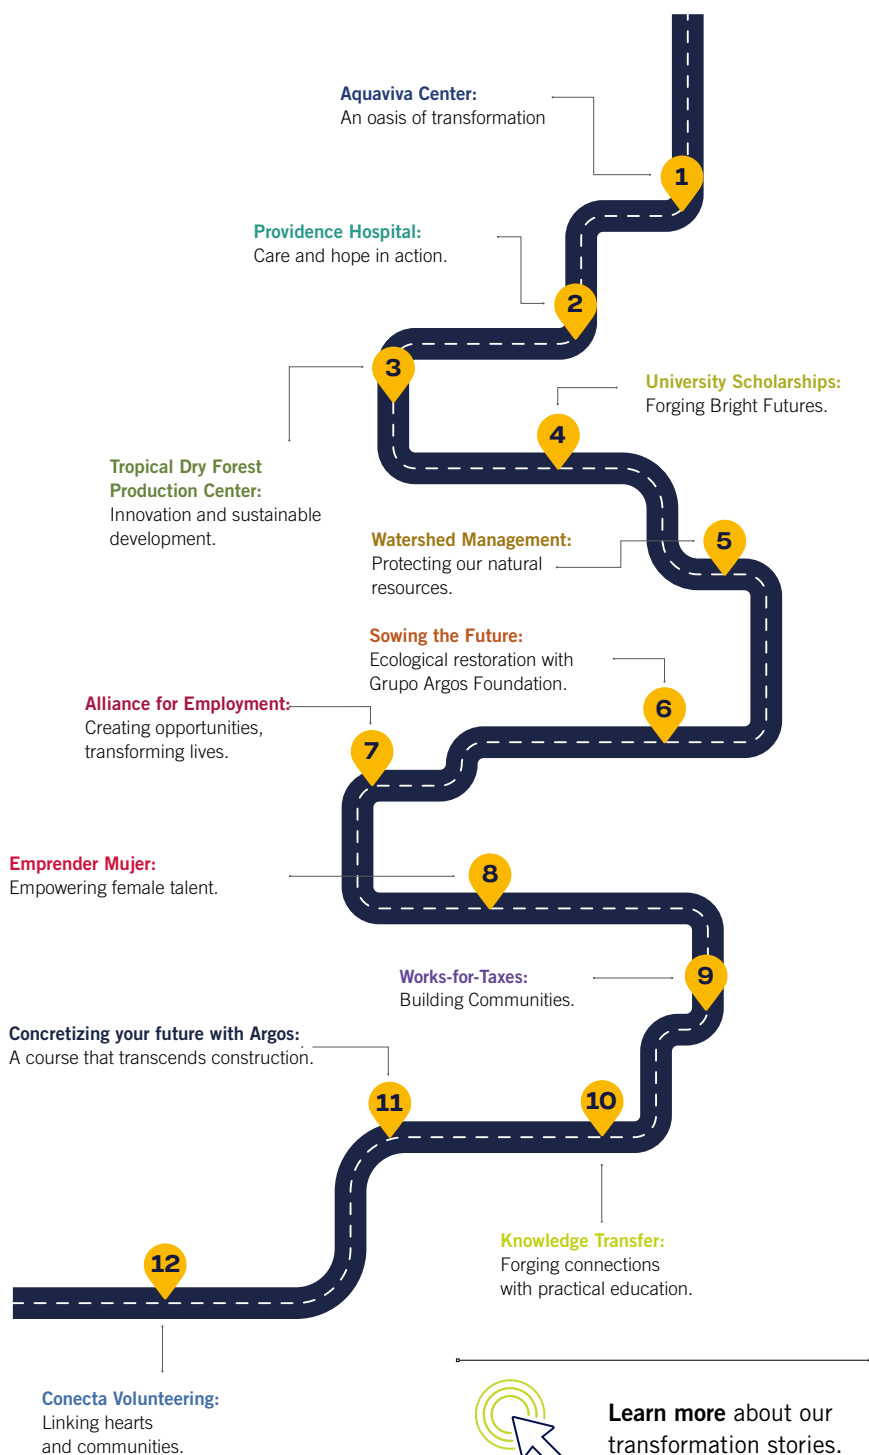 Aquaviva Center:
An oasis of transformation
1
Providence Hospital:
Care and hope in action.
2
3
Tropical Dry Forest
Production Center:
Innovation and sustainable
development.
University Scholarships:
Forging Bright Futures.
4
Watershed Management:
Protecting our natural
resources.
5
Sowing the Future:
Ecological restoration with
Grupo Argos Foundation.
6
Alliance for Employment:
Creating opportunities,
transforming lives.
7
Emprender Mujer:
Empowering female talent.
8
Works-for-Taxes:
Building Communities.
9
Concretizing your future with Argos:
A course that transcends construction.
11
10
Knowledge Transfer:
Forging connections
with practical education.
12
Conecta Volunteering:
Linking hearts
and communities.
Learn more about our
transformation stories.